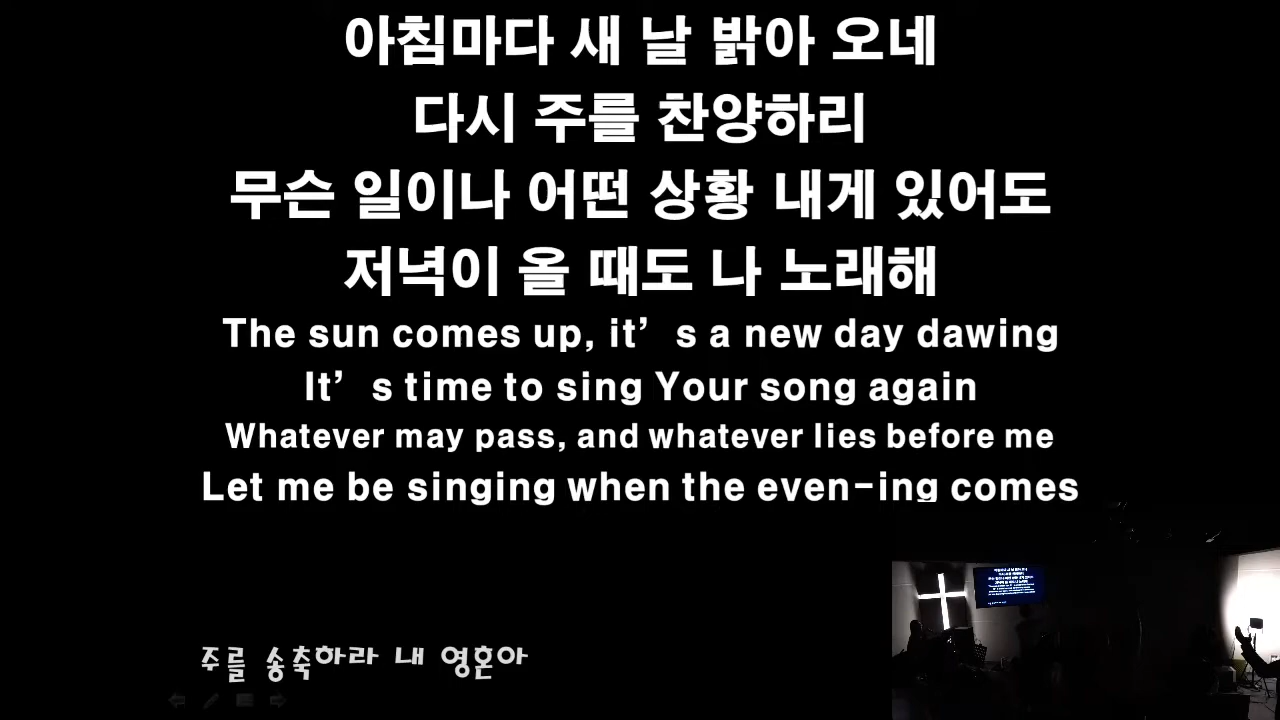 아침마다 새 날 밝아 오네
다시 주를 찬양하리
무슨 일이나 어떤 상황 내게 있어도
저녁이 올 때도 나 노래해
The sun comes up, it’s a new day dawing
It’s time to sing Your song again
Whatever may pass, and whatever lies before me
Let me be singing when the even-ing comes
주를 송축하라 내 영혼아